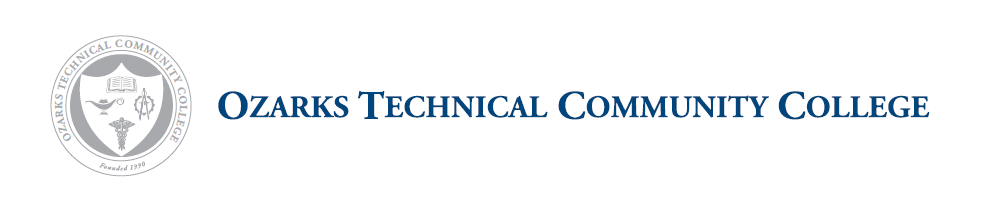 OZARKS TECHNICAL COMMUNITY COLLEGE
Founded 1990
OZARKS TECHNICAL COMMUNITY COLLEGE